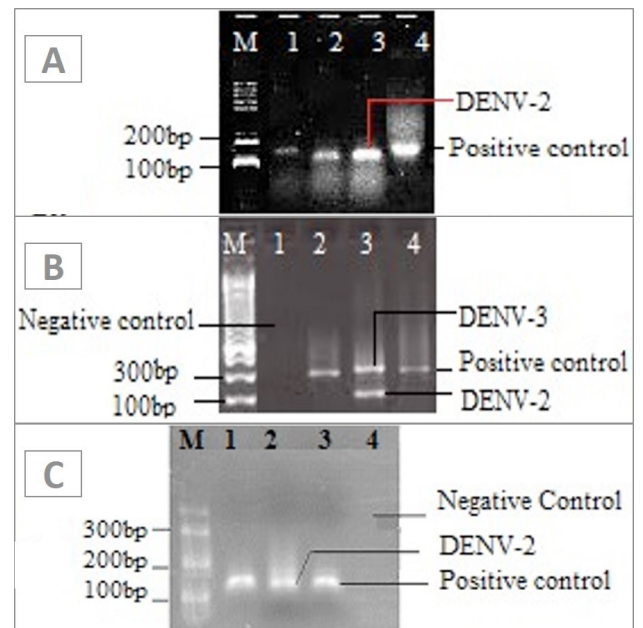 A
M 1 2 3 4
DENV-2
200bp
Positive control
100bp
B
M 1 2 3 4
Negative control
DENV-3
Positive control
300bp
DENV-2
100bp
C
M 1 2 3 4
Negative Control
300bp
DENV-2
200bp
Positive control
100bp